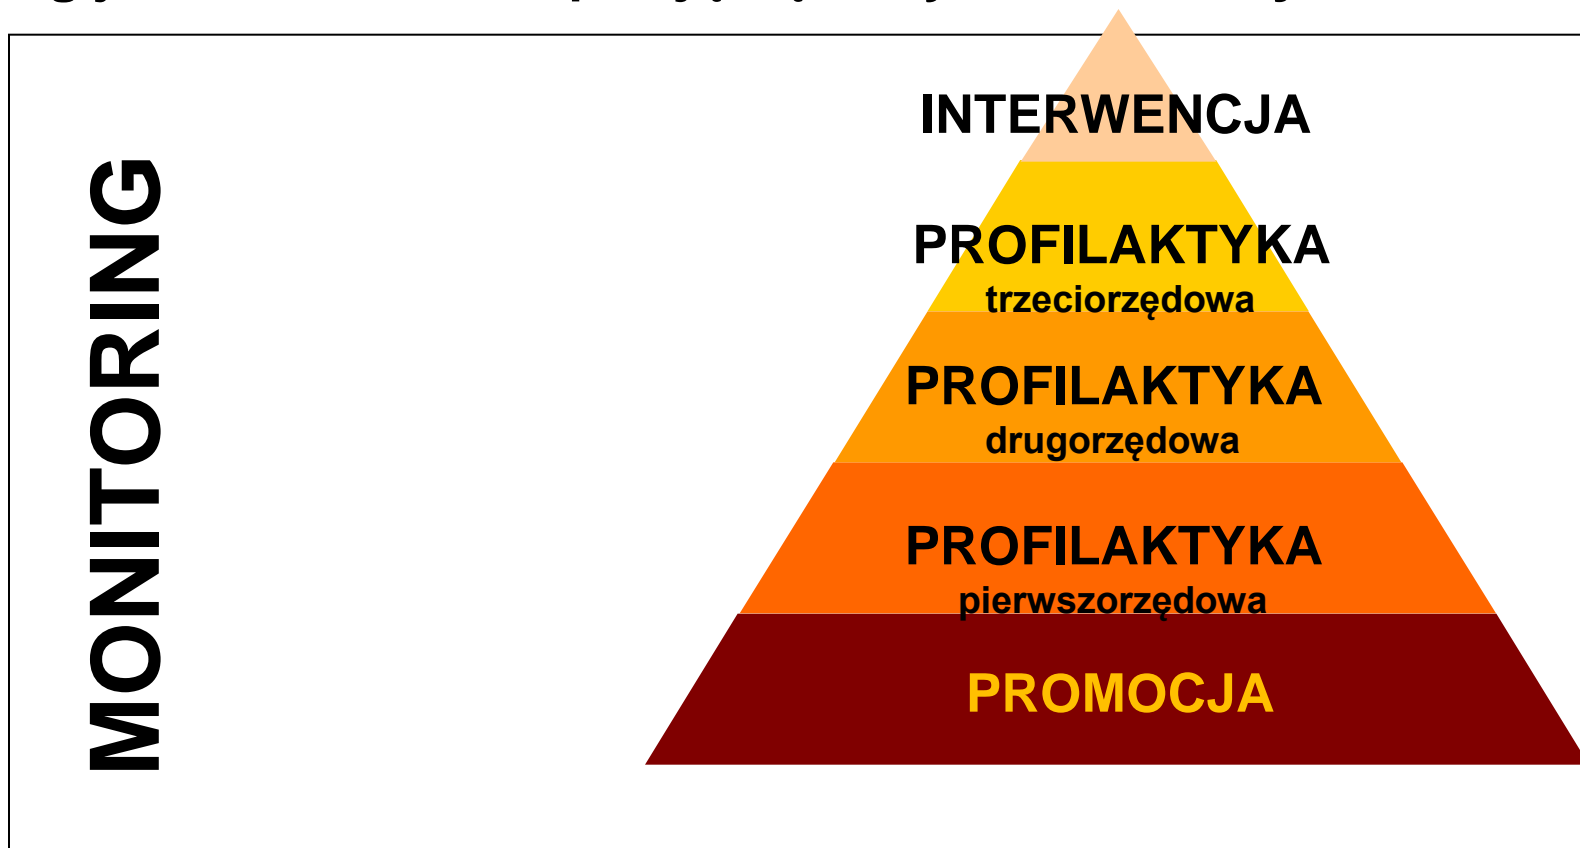 MONITORING
INTERWENCJA
PROFILAKTYKA
trzeciorzędowa
PROFILAKTYKA
drugorzędowa
PROFILAKTYKA
pierwszorzędowa
PROMOCJA